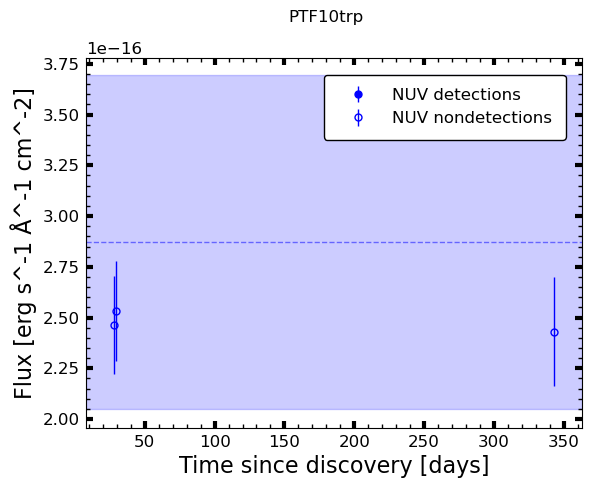 PTF10trp
1e−16
3.75
3.50
3.25
3.00
2.75
2.50
2.25
2.00
Flux [erg s^-1 Å^-1 cm^-2]
NUV detections
NUV nondetections
50 100 150 200 250 300 350
Time since discovery [days]